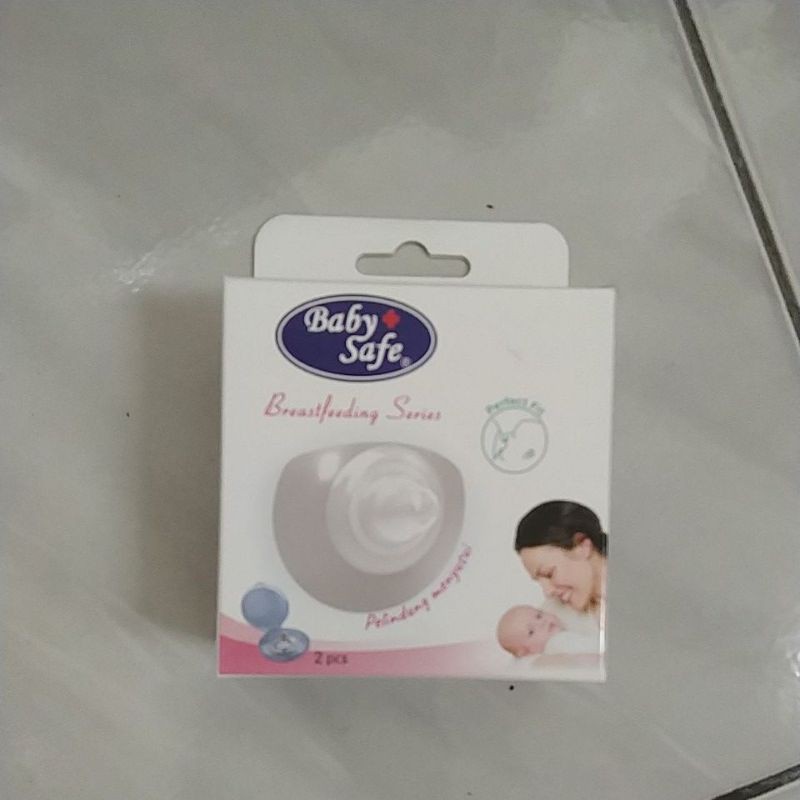 Baby
Safe®
Breastfeeding Series
Perfect Fit
Pelindung menyusui
2 pcs